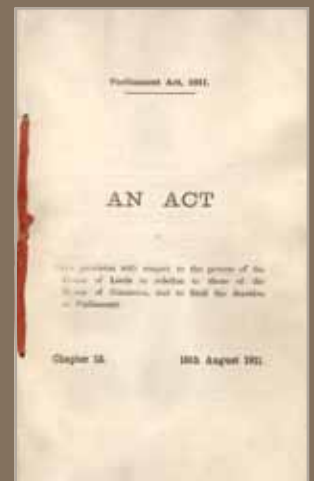 Parliament Act, 1911.
AN ACT
provision with respect to the powers of the
House of Lords in relation to those of the
House of Commons, and to limit the duration
of Parliament.
Chapter 13.
18th August 1911.